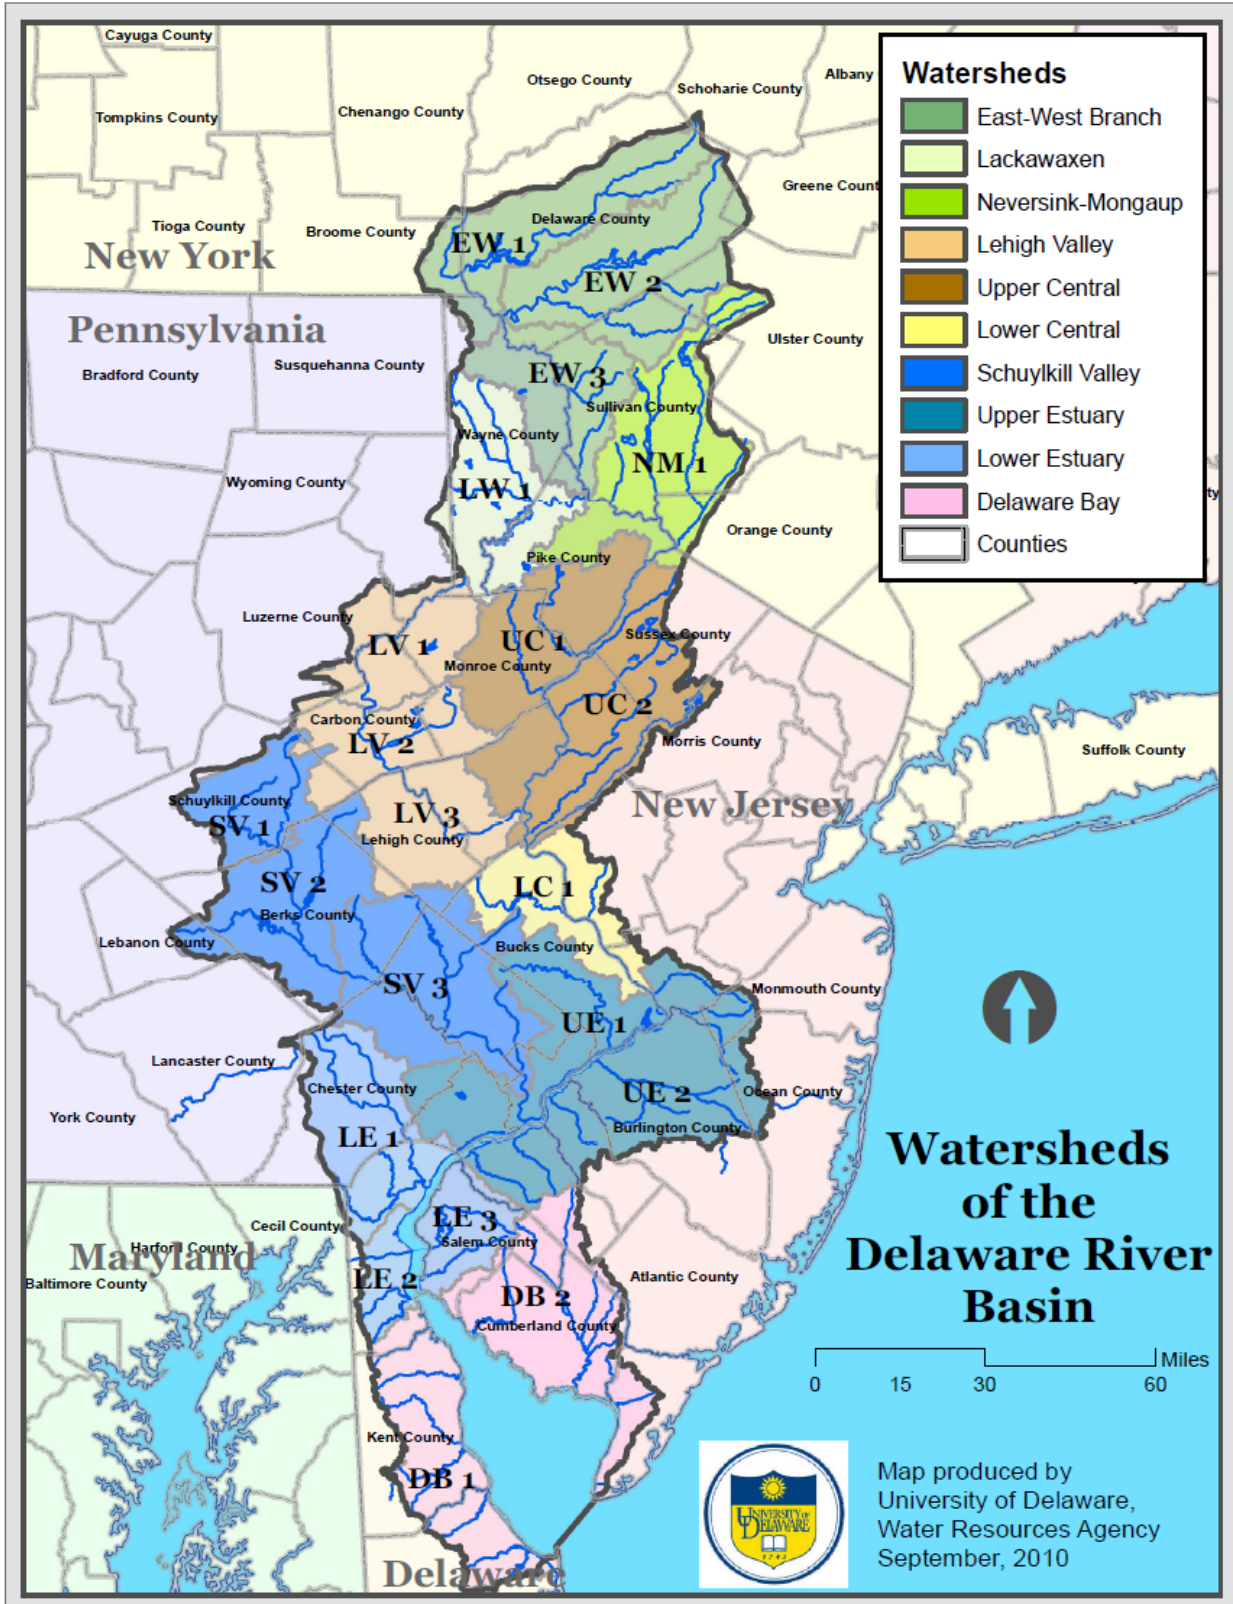 Cayuga County
Otsego County
Albany
Schoharie County
Chenango County
Tompkins County
Greene Count
Delaware County
Tioga County
Broome County
New York
EW 1
EW 2
Pennsylvania
Ulster County
Susquehanna County
Bradford County
EW 3
Sullivan County
Wayne County
NM 1
Wyoming County
LW 1
Orange County
Pike County
Luzerne County
LV 1
UC 1
Sussex County
Monroe County
UC 2
Carbon County
LV 2
Morris County
Suffolk County
Schuylkill County
New Jersey
SV 1
LV 3
Lehigh County
SV 2
LC 1
Berks County
Lebanon County
Bucks County
SV 3
Monmouth County
UE 1
Lancaster County
Chester County
UE 2
Ocean County
York County
Burlington County
LE 1
LE 3
Cecil County
Salem County
Maryland
Harford County
Baltimore County
LE 2
Atlantic County
DB 2
Cumberland County
Kent County
DB 1
Delaware
Watersheds
East-West Branch
Lackawaxen
Neversink-Mongaup
Lehigh Valley
Upper Central
Lower Central
Schuylkill Valley
Upper Estuary
Lower Estuary
Delaware Bay
Counties
ty
Watersheds
of the
Delaware River
Basin
Miles
0 15 30 60
UNIVERSITY OF
DELAWARE
1743
Map produced by
University of Delaware,
Water Resources Agency
September, 2010